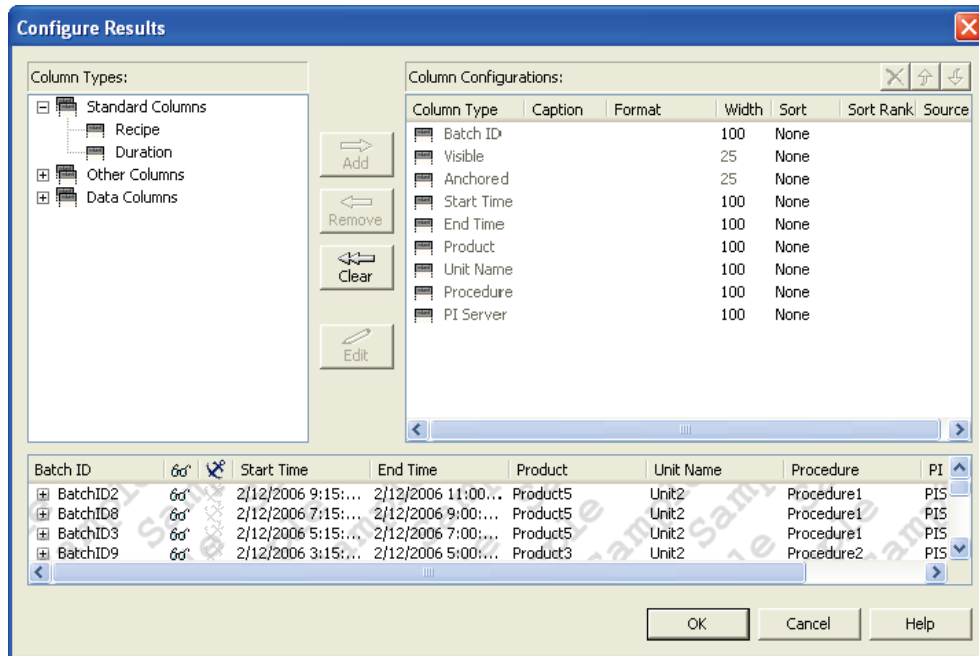 Configure Results
Column Types:
Standard Columns
Recipe
Duration
Other Columns
Data Columns
Add
Remove
Clear
Edit
Column Configurations:
Column Type Caption Format Width Sort Sort Rank Source
Batch ID 100 None
Visible 25 None
Anchored 25 None
Start Time 100 None
End Time 100 None
Product 100 None
Unit Name 100 None
Procedure 100 None
PI Server 100 None
Batch ID Start Time End Time Product Unit Name Procedure PI
BatchID2 2/12/2006 9:15:... 2/12/2006 11:00... Product5 Unit2 Procedure1 PIS
BatchID8 2/12/2006 7:15:... 2/12/2006 9:00:... Product5 Unit2 Procedure1 PIS
BatchID3 2/12/2006 5:15:... 2/12/2006 7:00:... Product5 Unit2 Procedure1 PIS
BatchID9 2/12/2006 3:15:... 2/12/2006 5:00:... Product3 Unit2 Procedure2 PIS
OK Cancel Help